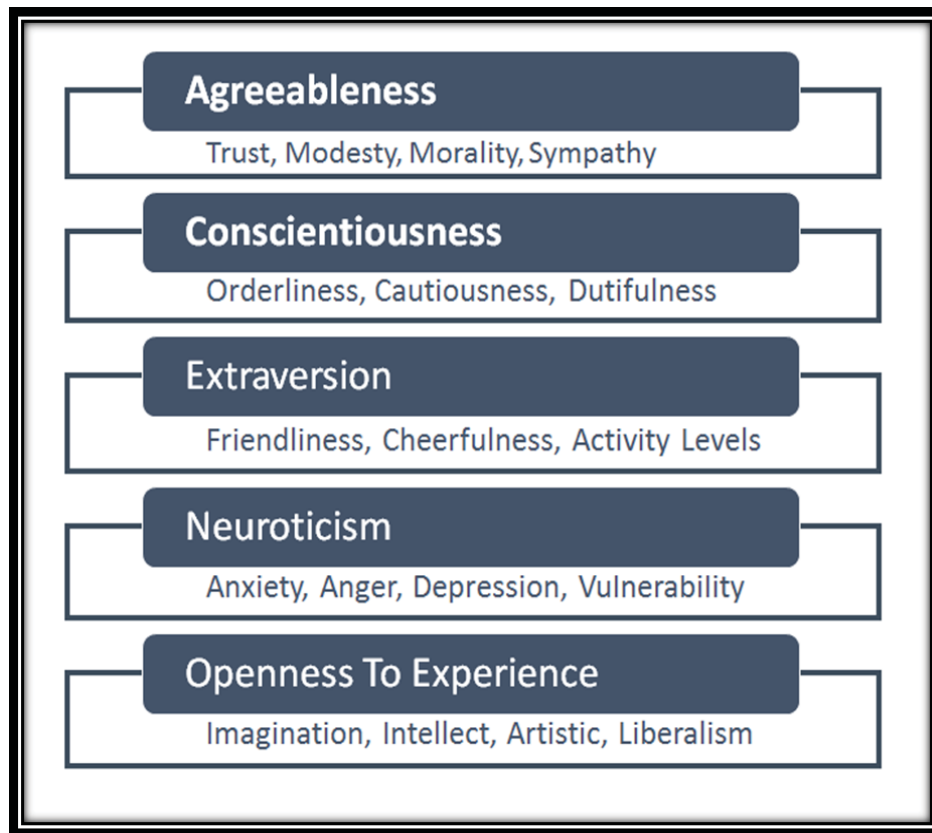 Agreeableness
Trust, Modesty, Morality, Sympathy
Conscientiousness
Orderliness, Cautiousness, Dutifulness
Extraversion
Friendliness, Cheerfulness, Activity Levels
Neuroticism
Anxiety, Anger, Depression, Vulnerability
Openness To Experience
Imagination, Intellect, Artistic, Liberalism